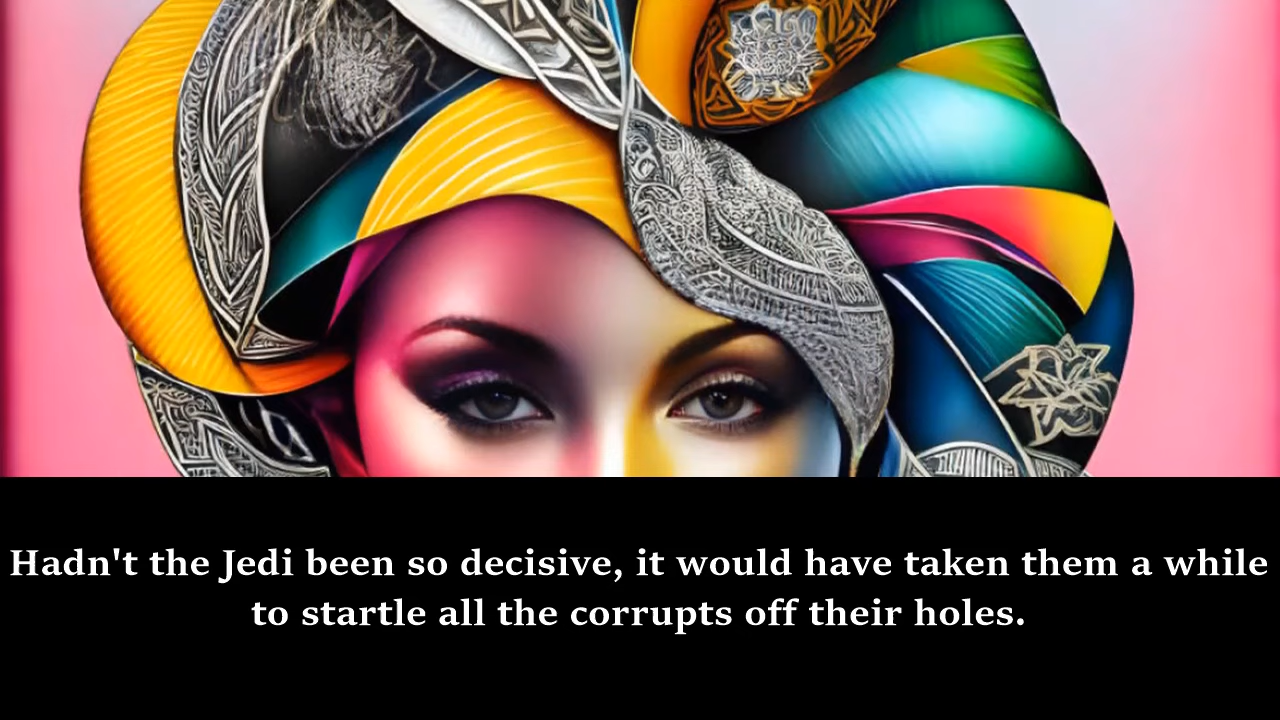 Hadn't the Jedi been so decisive, it would have taken them a while
to startle all the corrupts off their holes.